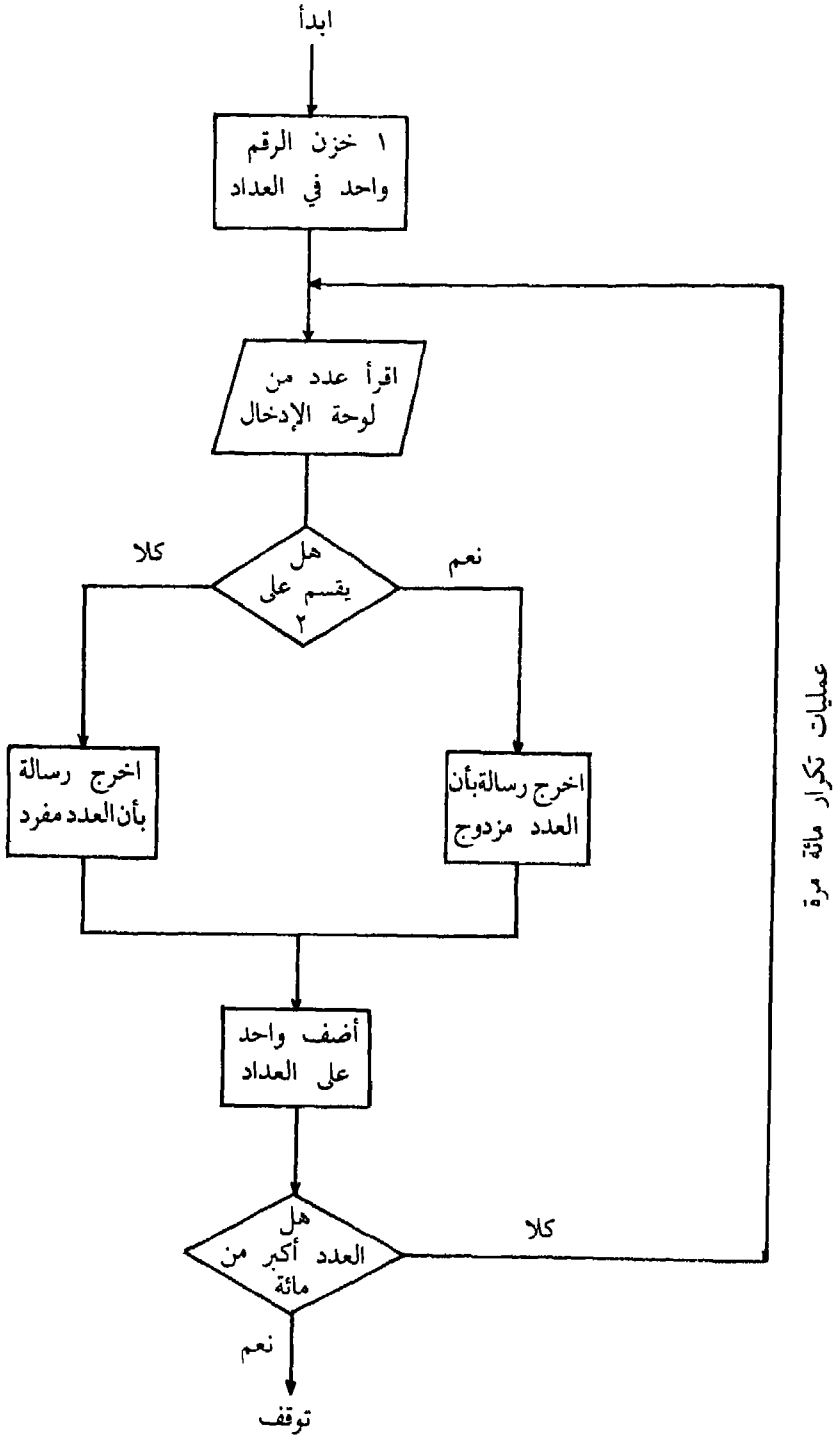 ابدأ
١ خزن الرقم
واحد في العداد
اقرأ عدد من
لوحة الإدخال
هل
يقسم على
٢
نعم
كلا
اخرج رسالة بأن
العدد مزدوج
اخرج رسالة
بأن العدد مفرد
أضف واحد
على العداد
هل
العدد أكبر من
مائة
كلا
نعم
توقف
عمليات تكرار مائة مرة